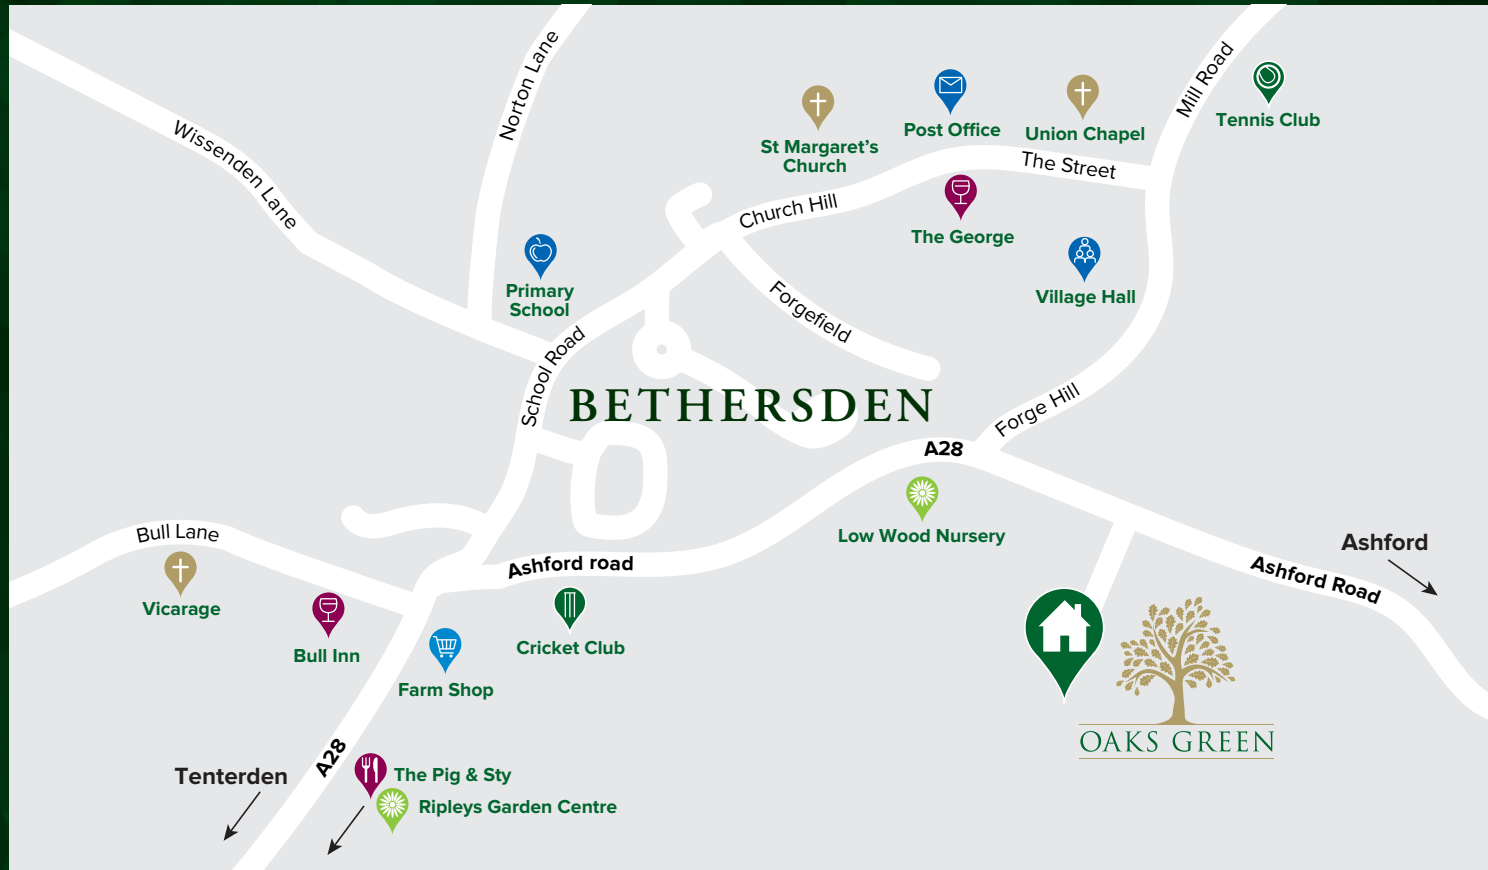 Norton Lane
Mill Road
Wissenden Lane
St Margaret's
Church
Post Office
Union Chapel
Tennis Club
The Street
Church Hill
The George
Primary
School
Village Hall
Forgefield
School Road
BETHERSDEN
Forge Hill
A28
Low Wood Nursery
Bull Lane
Ashford road
Ashford
Ashford Road
Vicarage
Bull Inn
Cricket Club
Farm Shop
OAKS GREEN
A28
Tenterden
The Pig & Sty
Ripleys Garden Centre